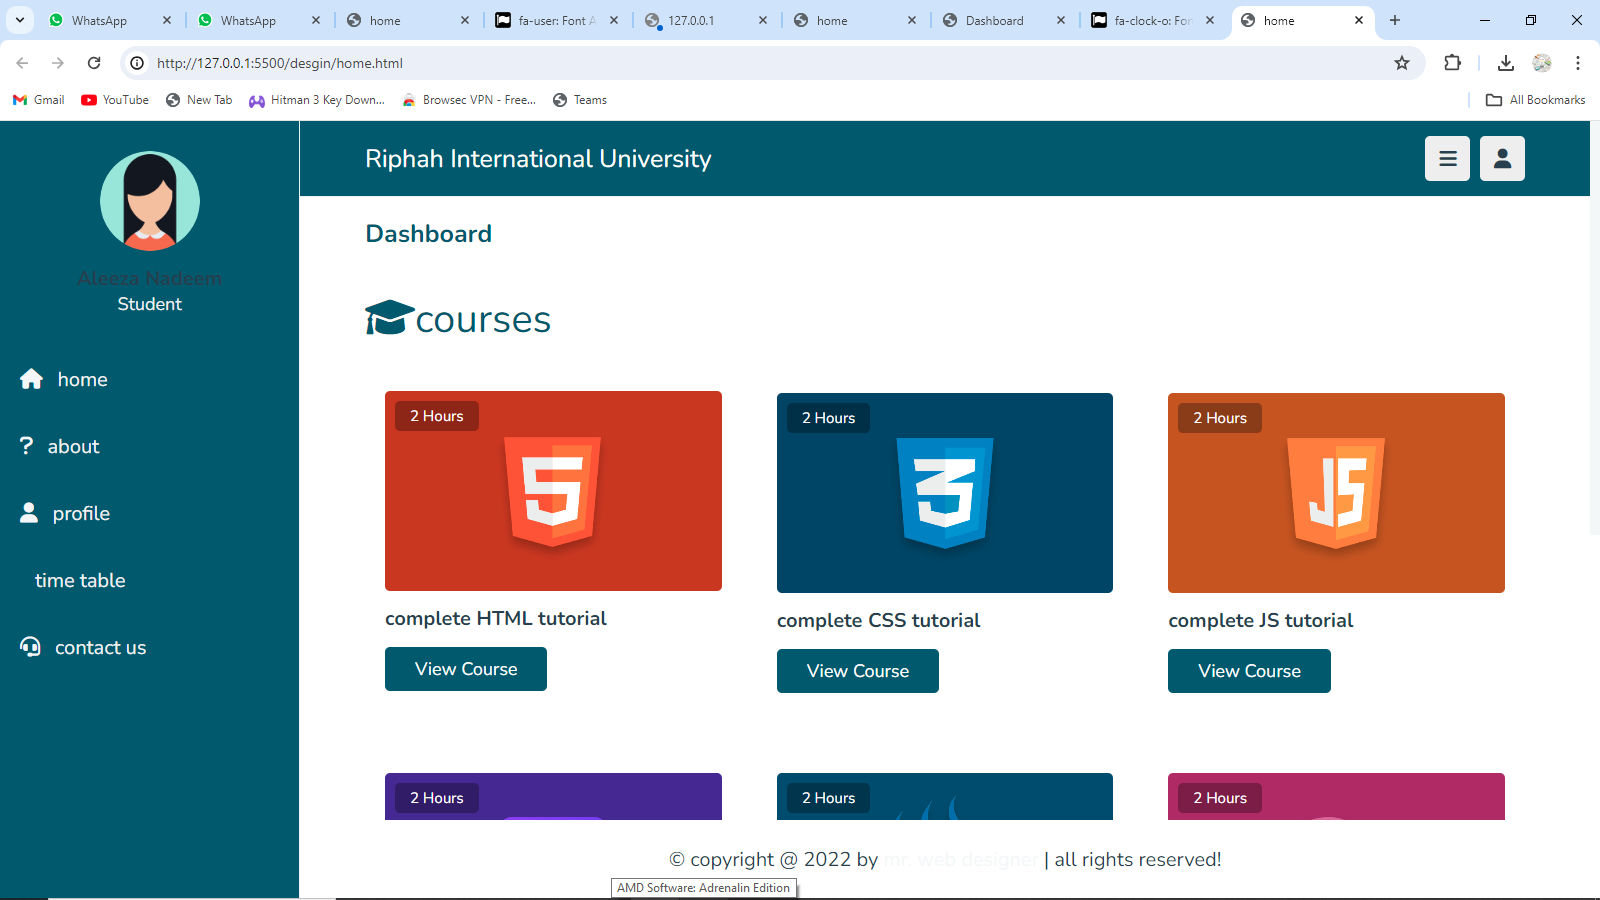 WhatsApp
WhatsApp
home
fa-user: Font A
127.0.0.1
home
Dashboard
fa-clock-o: Fon
home
http://127.0.0.1:5500/desgin/home.html
Gmail
YouTube
New Tab
Hitman 3 Key Down...
Browsec VPN - Free...
Teams
All Bookmarks
Riphah International University
Aleeza Nadeem
Student
home
? about
profile
time table
contact us
Dashboard
courses
2 Hours
2 Hours
2 Hours
5
3
JS
complete HTML tutorial
complete CSS tutorial
complete JS tutorial
View Course
View Course
View Course
2 Hours
2 Hours
2 Hours
© copyright @ 2022 by mr. web designer | all rights reserved!
AMD Software: Adrenalin Edition